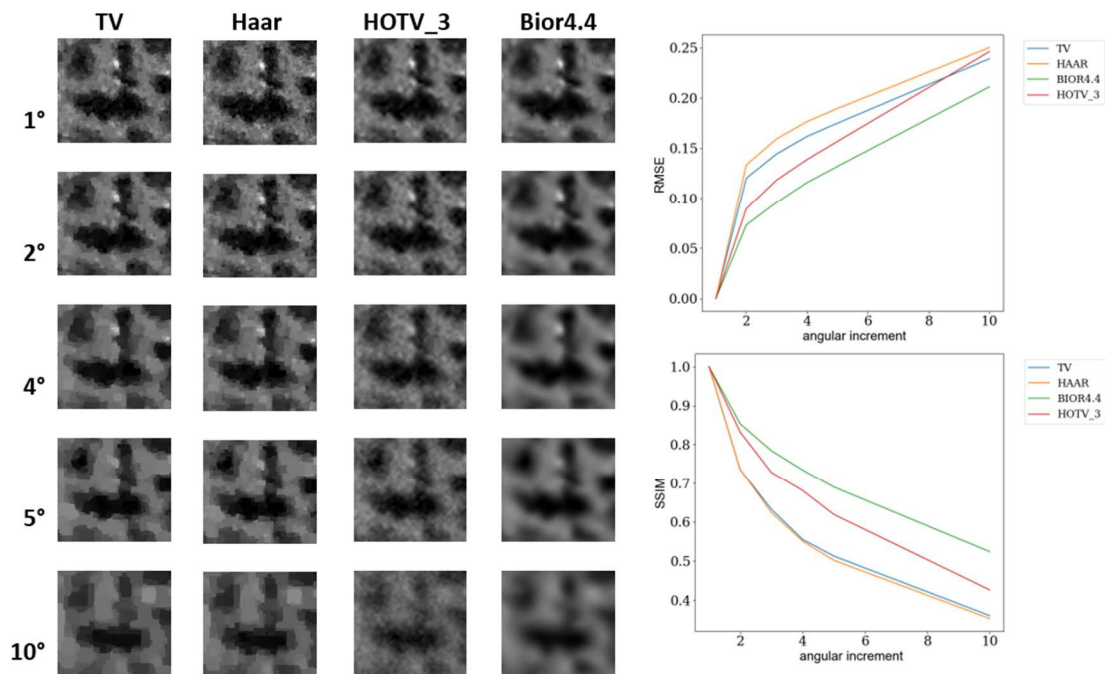 TV Haar HOTV_3 Bior4.4
1°
2°
4°
5°
10°
0.25
0.20
0.15
0.10
0.05
0.00
RMSE
2 4 6 8 10
angular increment
TV
HAAR
BIOR4.4
HOTV_3
1.0
0.9
0.8
0.7
0.6
0.5
0.4
SSIM
2 4 6 8 10
angular increment
TV
HAAR
BIOR4.4
HOTV_3